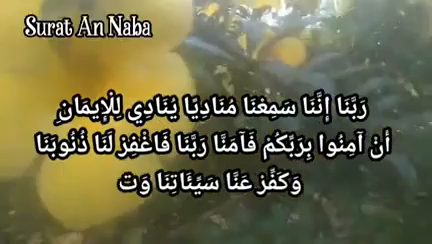 Surat An Naba
رَبَّنَا إِنَّنَا سَمِعْنَا مُنَادِيًا يُنَادِي لِلْإِيمَانِ
أَنْ آمِنُوا بِرَبِّكُمْ فَآمَنَّا رَبَّنَا فَاغْفِرْ لَنَا ذُنُوبَنَا
وَكَفِّرْ عَنَّا سَيِّئَاتِنَا وَتَ